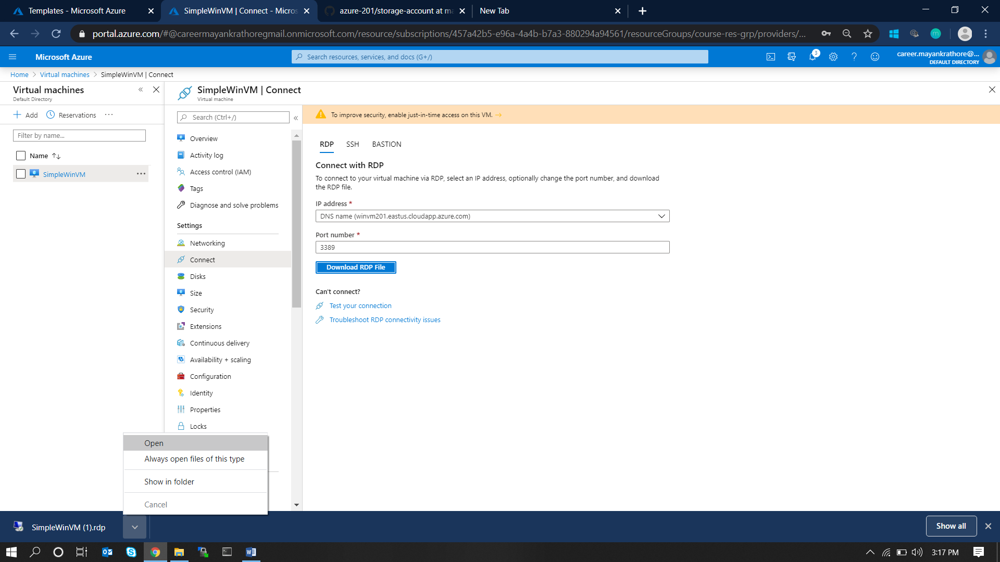 Templates - Microsoft Azure
SimpleWinVM | Connect - Micros
azure-201/storage-account at ma
New Tab
portal.azure.com/#@careermayankrathoregmail.onmicrosoft.com/resource/subscriptions/457a42b5-e96a-4a4b-b7a3-880294a94561/resourceGroups/course-res-grp/providers/...
m
Microsoft Azure
Search resources, services, and docs (G+/)
3
career.mayankrathore@...
DEFAULT DIRECTORY
Home > Virtual machines > SimpleWinVM | Connect
Virtual machines
Default Directory
Add
Reservations
Filter by name...
Name
SimpleWinVM
SimpleWinVM | Connect
Virtual machine
Search (Ctrl+/)
Overview
Activity log
Access control (IAM)
Tags
Diagnose and solve problems
Settings
Networking
Connect
Disks
Size
Security
Extensions
Continuous delivery
Availability + scaling
Configuration
Identity
Properties
Locks
To improve security, enable just-in-time access on this VM. →
RDP
SSH
BASTION
Connect with RDP
To connect to your virtual machine via RDP, select an IP address, optionally change the port number, and download
the RDP file.
IP address *
DNS name (winvm201.eastus.cloudapp.azure.com)
Port number *
3389
Download RDP File
Can't connect?
Test your connection
Troubleshoot RDP connectivity issues
Open
Always open files of this type
Show in folder
Cancel
SimpleWinVM (1).rdp
Show all
3:17 PM